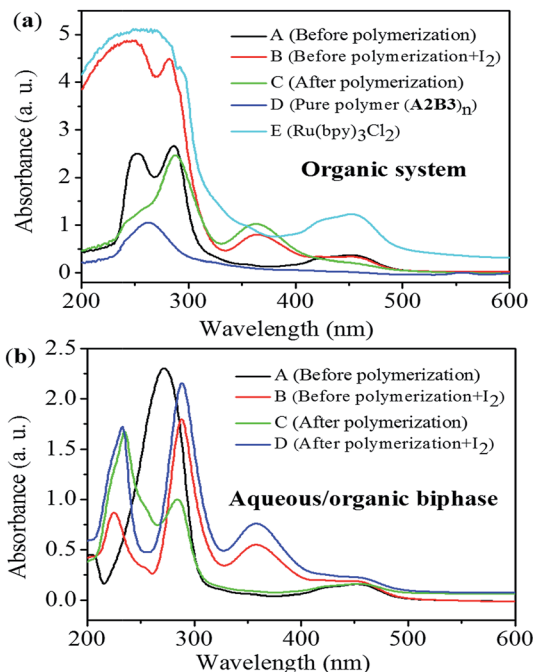 (a)
5
4
3
2
1
0
Absorbance (a. u.)
A (Before polymerization)
B (Before polymerization+I2)
C (After polymerization)
D (Pure polymer (A2B3)n)
E (Ru(bpy)3Cl2)
Organic system
200 300 400 500 600
Wavelength (nm)
(b)
2.5
2.0
1.5
1.0
0.5
0.0
Absorbance (a. u.)
A (Before polymerization)
B (Before polymerization+I2)
C (After polymerization)
D (After polymerization+I2)
Aqueous/organic biphase
200 300 400 500 600
Wavelength (nm)